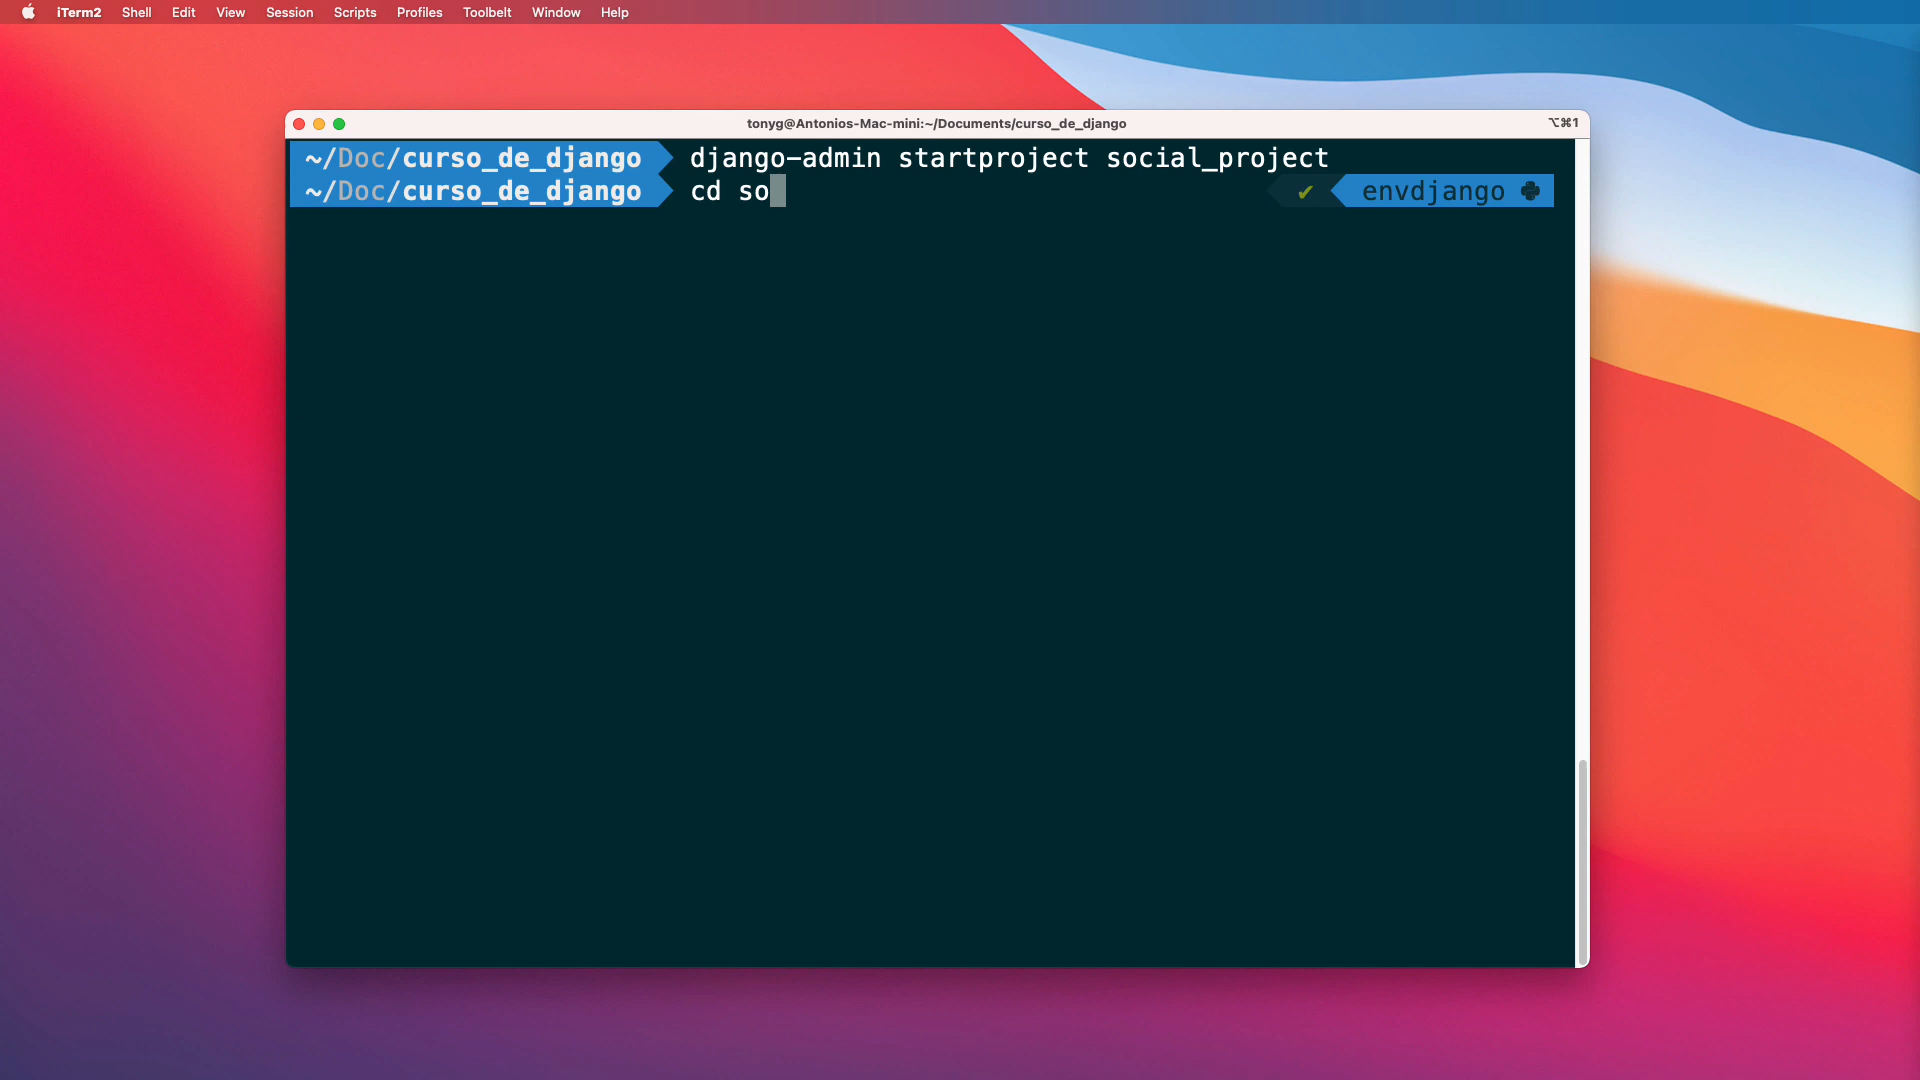 iTerm2 Shell Edit View Session Scripts Profiles Toolbelt Window Help
tonyg@Antonios-Mac-mini:~/Documents/curso_de_django ⌥⌘1
~/Doc/curso_de_django django-admin startproject social_project
~/Doc/curso_de_django cd so ✔ envdjango